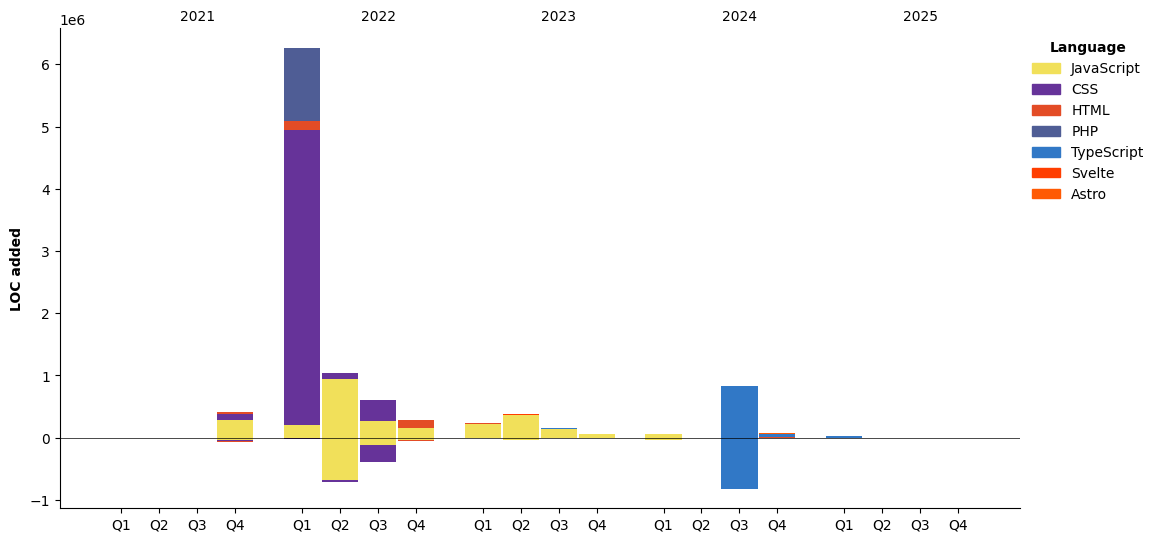 2021 2022 2023 2024 2025
1e6
Language
JavaScript
CSS
HTML
PHP
TypeScript
Svelte
Astro
LOC added
6
5
4
3
2
1
0
−1
Q1 Q2 Q3 Q4 Q1 Q2 Q3 Q4 Q1 Q2 Q3 Q4 Q1 Q2 Q3 Q4 Q1 Q2 Q3 Q4